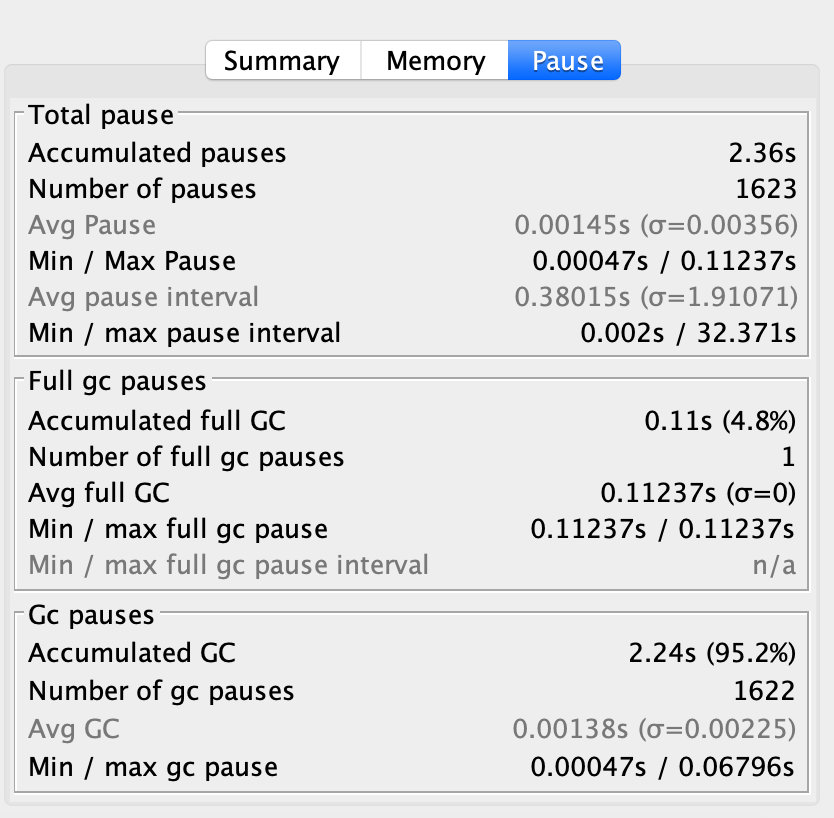 Summary Memory Pause
Total pause
Accumulated pauses 2.36s
Number of pauses 1623
Avg Pause 0.00145s (σ=0.00356)
Min / Max Pause 0.00047s / 0.11237s
Avg pause interval 0.38015s (σ=1.91071)
Min / max pause interval 0.002s / 32.371s
Full gc pauses
Accumulated full GC 0.11s (4.8%)
Number of full gc pauses 1
Avg full GC 0.11237s (σ=0)
Min / max full gc pause 0.11237s / 0.11237s
Min / max full gc pause interval n/a
Gc pauses
Accumulated GC 2.24s (95.2%)
Number of gc pauses 1622
Avg GC 0.00138s (σ=0.00225)
Min / max gc pause 0.00047s / 0.06796s